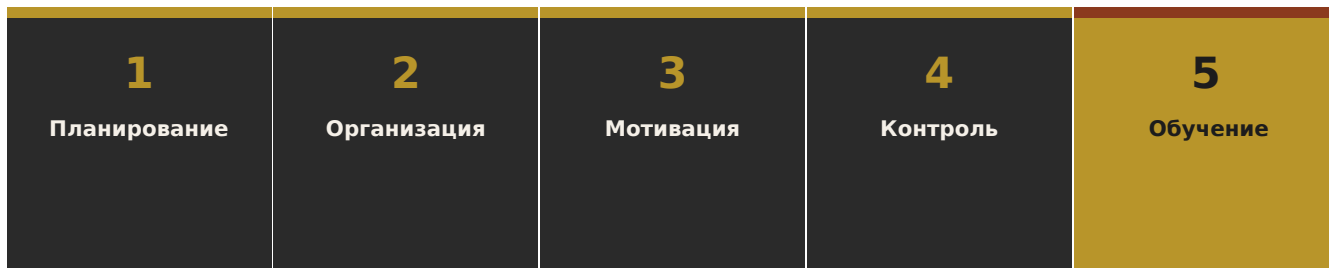 1
Планирование
2
Организация
3
Мотивация
4
Контроль
5
Обучение